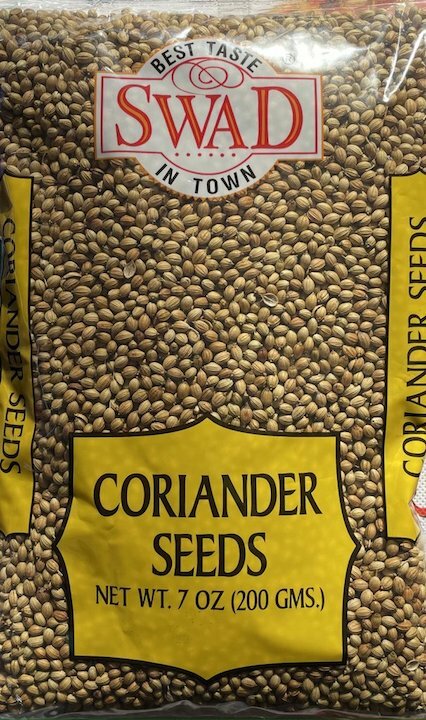 BEST TASTE
SWAD
IN TOWN
CORIANDER SEEDS
CORIANDER SEEDS
CORIANDER
SEEDS
NET WT. 7 OZ (200 GMS.)